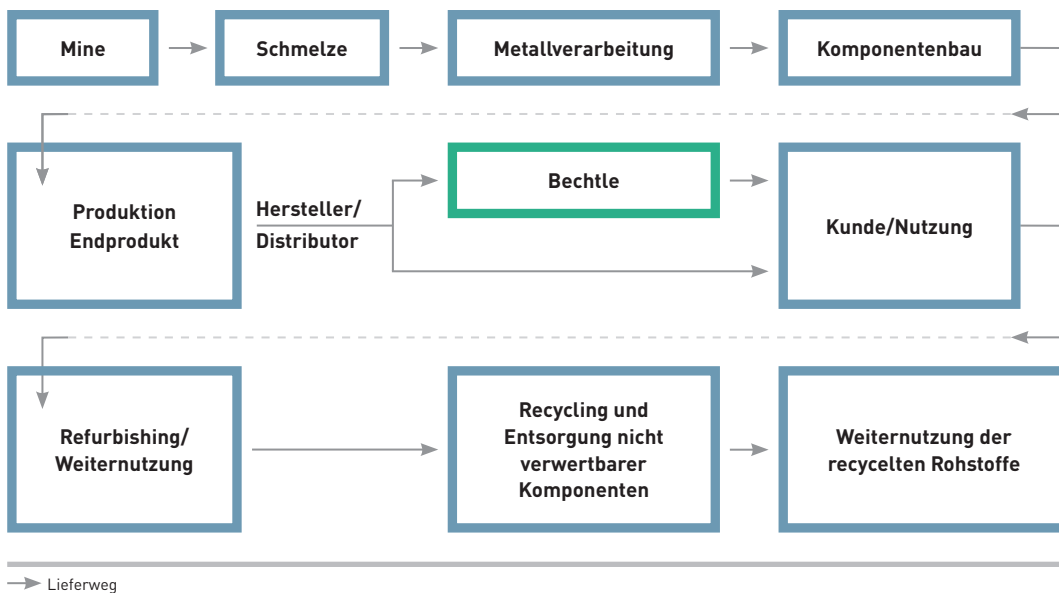 Mine
Schmelze
Metallverarbeitung
Komponentenbau
Produktion
Endprodukt
Hersteller/
Distributor
Bechtle
Kunde/Nutzung
Refurbishing/
Weiternutzung
Recycling und
Entsorgung nicht
verwertbarer
Komponenten
Weiternutzung der
recycelten Rohstoffe
Lieferweg